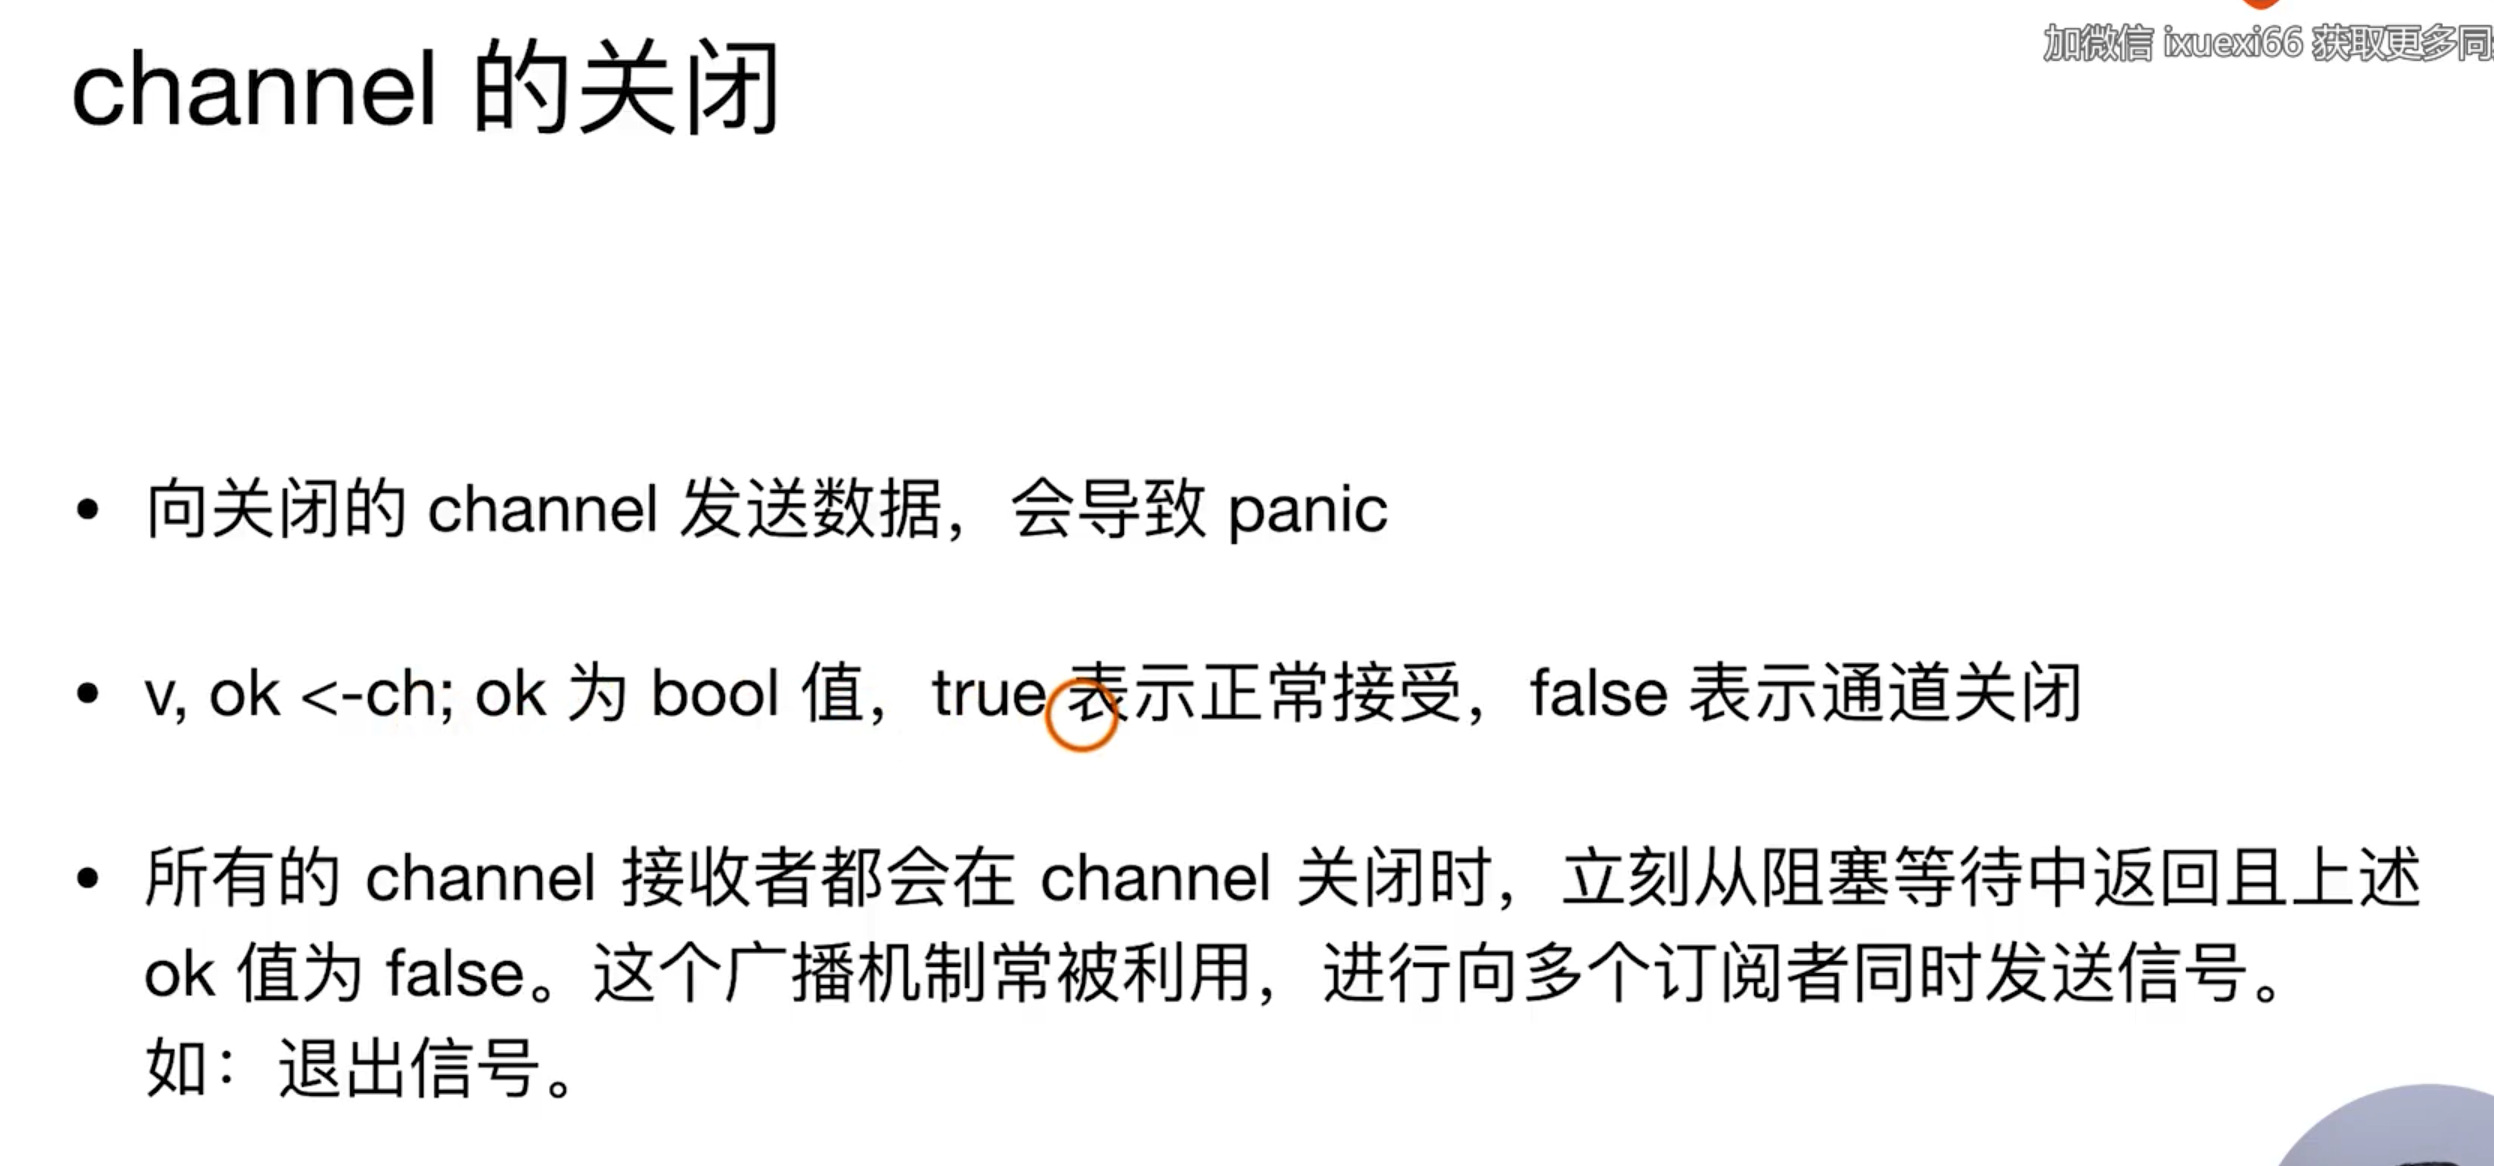 加微信 ixuexi66 获取更多同
channel 的关闭
• 向关闭的 channel 发送数据，会导致 panic
• v, ok <-ch; ok 为 bool 值，true 表示正常接受，false 表示通道关闭
• 所有的 channel 接收者都会在 channel 关闭时，立刻从阻塞等待中返回且上述
ok 值为 false。这个广播机制常被利用，进行向多个订阅者同时发送信号。
如：退出信号。